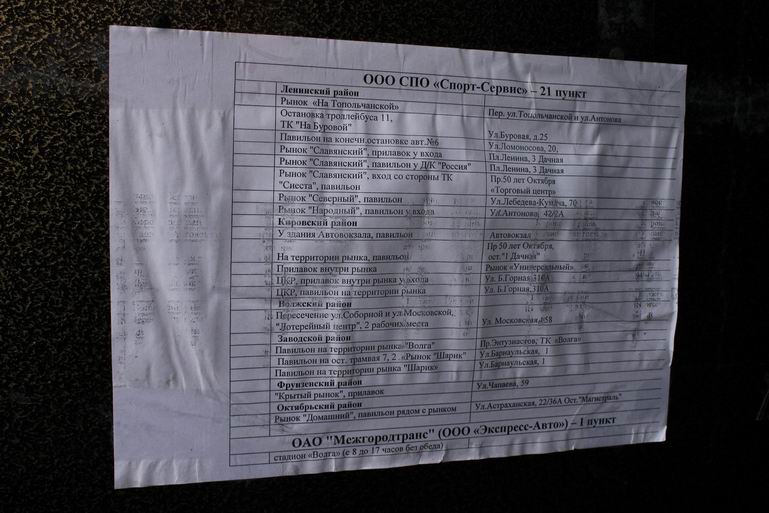 ООО СПО «Спорт-Сервис» – 21 пункт
Ленинский район
Рынок «На Топольчанской» Пер. ул.Топольчанской и ул.Антонова
Остановка троллейбуса 11,
ТК "На Буровой" Ул.Буровая, д.25
Павильон на конечн.остановке авт.№6 Ул.Ломоносова, 20,
Рынок "Славянский", прилавок у входа Пл.Ленина, 3 Дачная
Рынок "Славянский", павильон у Д/К "Россия" Пл.Ленина, 3 Дачная
Рынок "Славянский", вход со стороны ТК Пр.50 лет Октября
"Сиеста", павильон «Торговый центр»
Рынок "Северный", павильон Ул.Лебедева-Кумача, 70
Рынок "Народный", павильон у входа Ул.Антонова, 42/2А
Кировский район
У здания Автовокзала, павильон Автовокзал
Пр 50 лет Октября,
На территории рынка, павильон ост."1 Дачная"
Прилавок внутри рынка Рынок «Универсальный»
ЦКР, прилавок внутри рынка у входа Ул. Б.Горная,310А
ЦКР, павильон на территории рынка Ул. Б.Горная,310А
Волжский район
Пересечение ул.Соборной и ул.Московской,
"Лотерейный центр", 2 рабочих места Ул. Московская,
Заводской район
Павильон на территории рынка "Волга" Пр.Энтузиастов, ТК «Волга»
Павильон на ост. трамвая 7, 2 .«Рынок "Шарик" Ул.Барнаульская, 1
Павильон на территории рынка "Шарик» Ул.Барнаульская, 1
Фрунзенский район
"Крытый рынок", прилавок Ул.Чапаева, 59
Октябрьский район
Рынок "Домашний", павильон рядом с рынком Ул.Астраханская, 22/36А Ост."Магистраль"
ОАО "Межгородтранс" (ООО «Экспресс-Авто») – 1 пункт
стадион «Волга» (с 8 до 17 часов без обеда)